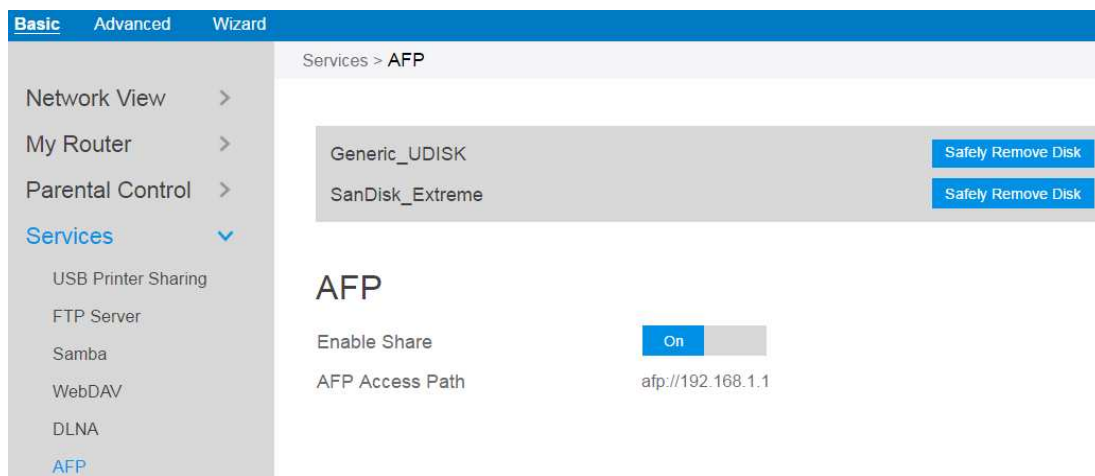 Basic Advanced Wizard
Services > AFP
Network View
My Router
Parental Control
Services
USB Printer Sharing
FTP Server
Samba
WebDAV
DLNA
AFP
Generic_UDISK Safely Remove Disk
SanDisk_Extreme Safely Remove Disk
AFP
Enable Share On
AFP Access Path afp://192.168.1.1